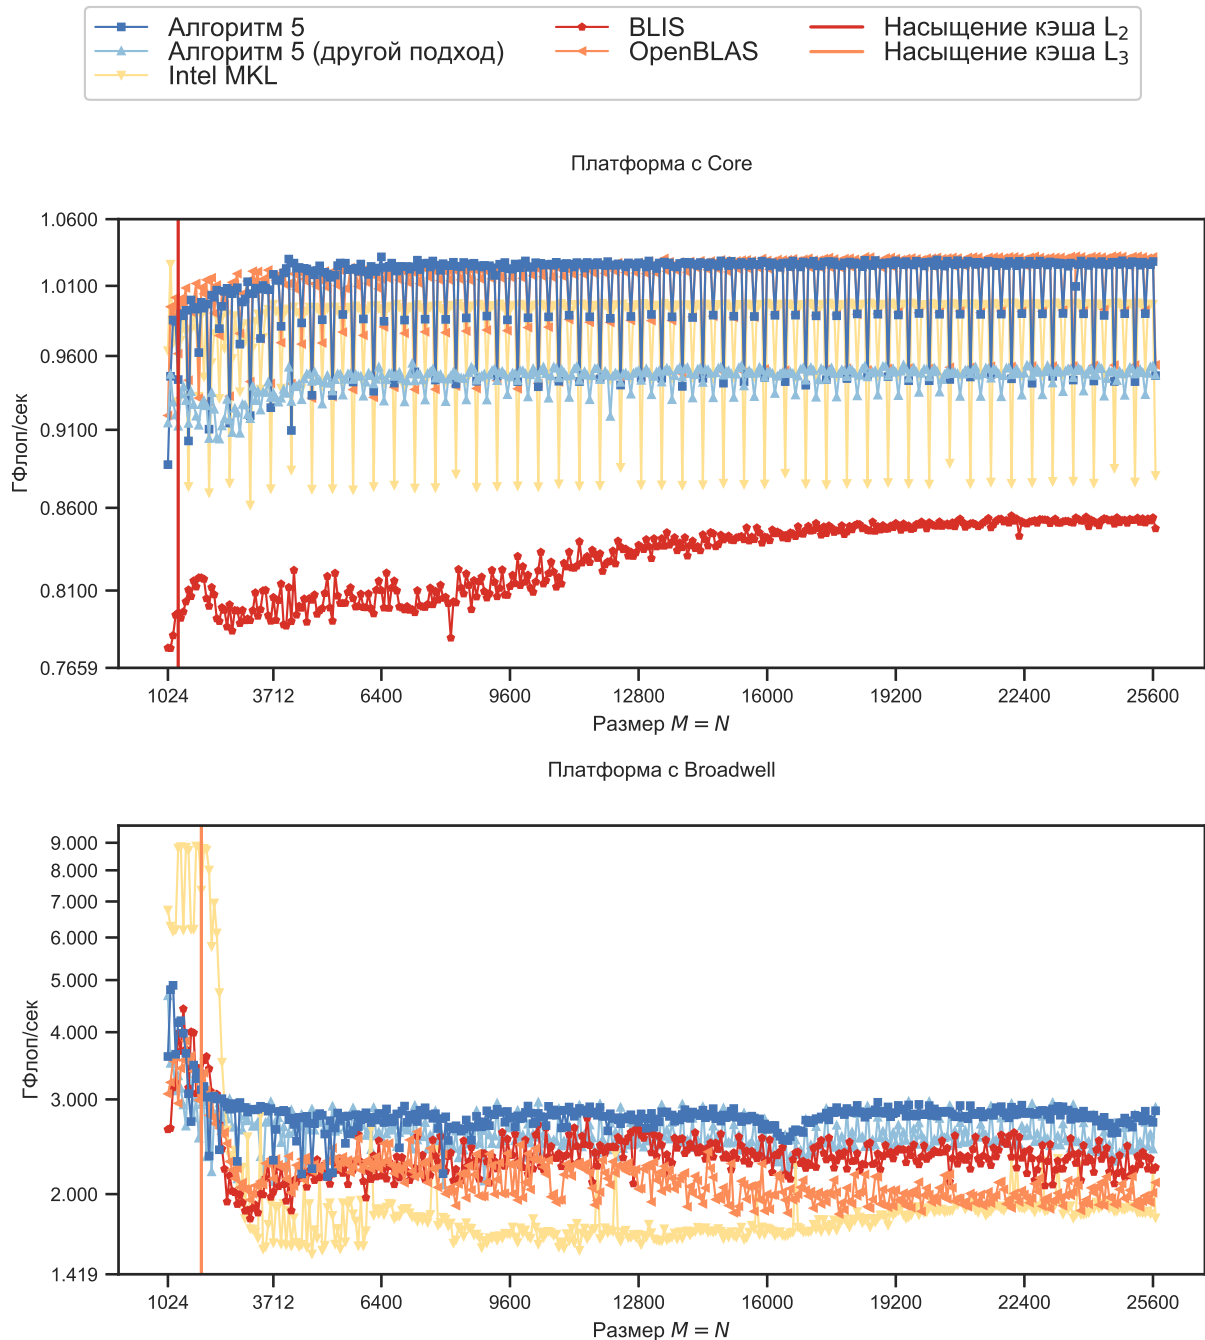 Алгоритм 5
Алгоритм 5 (другой подход)
Intel MKL
BLIS
OpenBLAS
Насыщение кэша L₂
Насыщение кэша L₃
Платформа с Core
1.0600
1.0100
0.9600
0.9100
0.8600
0.8100
0.7659
ГФлоп/сек
1024 3712 6400 9600 12800 16000 19200 22400 25600
Размер M = N
Платформа с Broadwell
9.000
8.000
7.000
6.000
5.000
4.000
3.000
2.000
1.419
ГФлоп/сек
1024 3712 6400 9600 12800 16000 19200 22400 25600
Размер M = N